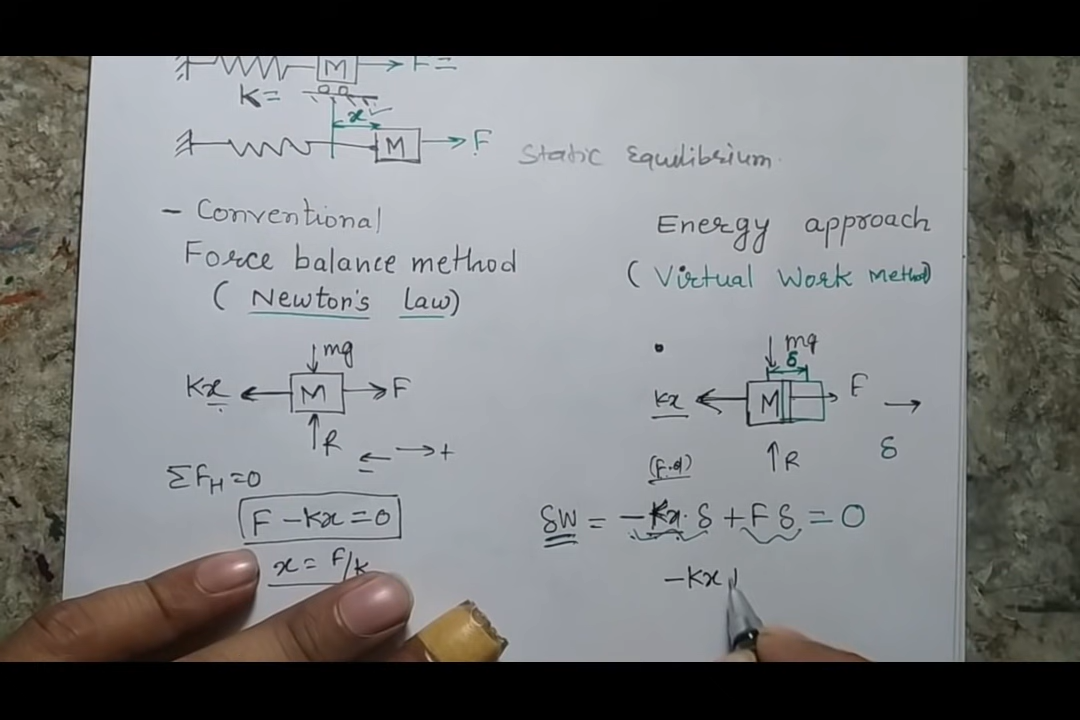 M → F =
K =
x
M → F
Static Equilibrium.
- Conventional
Force balance method
( Newton's Law)
mg
Kx M F
R
- +
ΣF_H = 0
F - Kx = 0
x = F/k
Energy approach
( Virtual Work Method)
mg
δ
Kx M F
R
δ
(F.d)
δW = -Kx.δ + Fδ = 0
-Kx